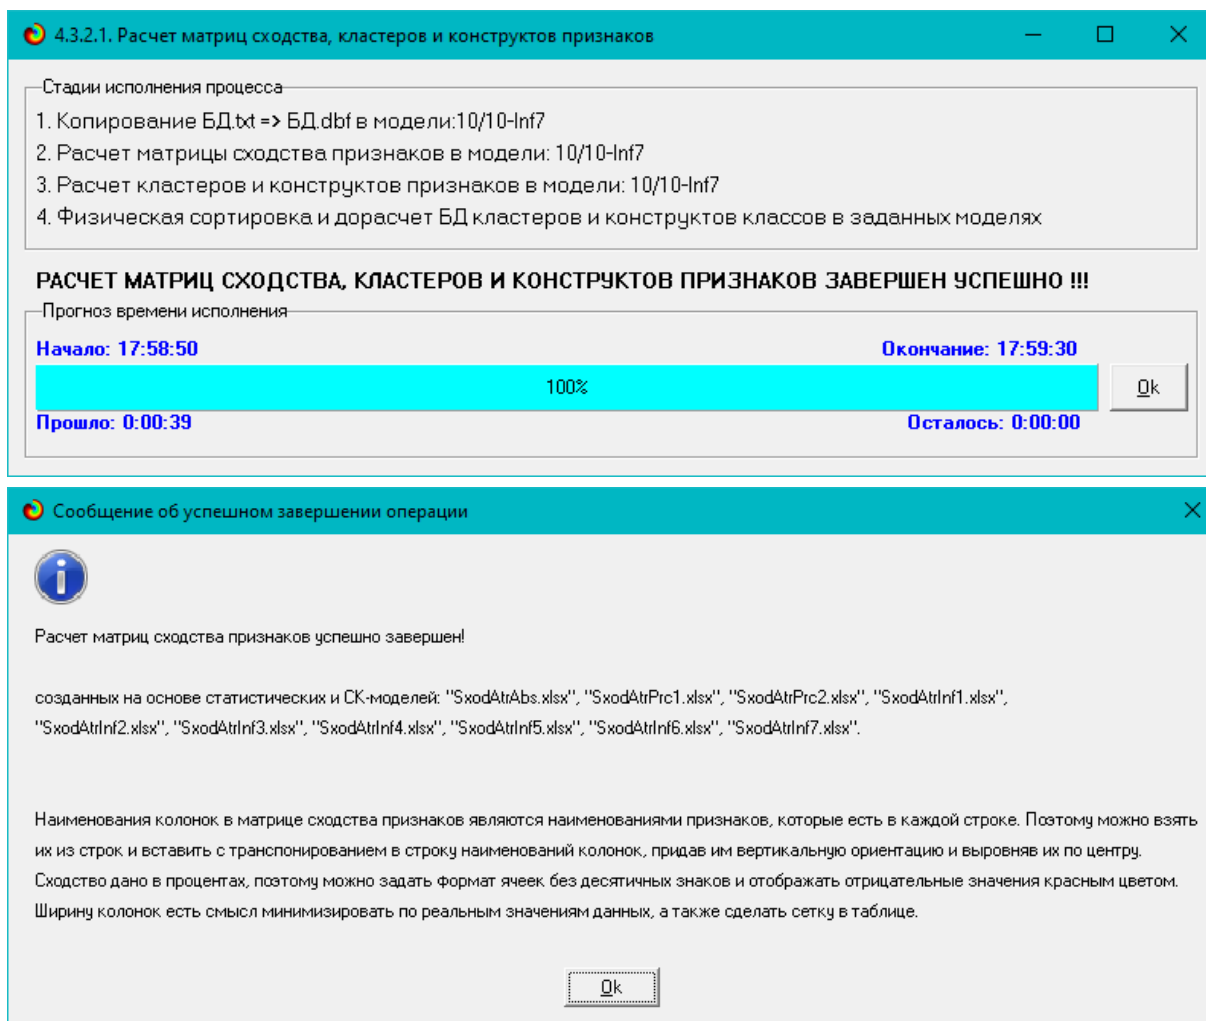 4.3.2.1. Расчет матриц сходства, кластеров и конструктов признаков
Стадии исполнения процесса
1. Копирование БД.txt => БД.dbf в модели:10/10-Inf7
2. Расчет матрицы сходства признаков в модели: 10/10-Inf7
3. Расчет кластеров и конструктов признаков в модели: 10/10-Inf7
4. Физическая сортировка и дорасчет БД кластеров и конструктов классов в заданных моделях
РАСЧЕТ МАТРИЦ СХОДСТВА, КЛАСТЕРОВ И КОНСТРУКТОВ ПРИЗНАКОВ ЗАВЕРШЕН УСПЕШНО !!!
Прогноз времени исполнения
Начало: 17:58:50 Окончание: 17:59:30
100% Ok
Прошло: 0:00:39 Осталось: 0:00:00
Сообщение об успешном завершении операции
Расчет матриц сходства признаков успешно завершен!
созданных на основе статистических и СК-моделей: "SxodAtrAbs.xlsx", "SxodAtrPrc1.xlsx", "SxodAtrPrc2.xlsx", "SxodAtrInf1.xlsx",
"SxodAtrInf2.xlsx", "SxodAtrInf3.xlsx", "SxodAtrInf4.xlsx", "SxodAtrInf5.xlsx", "SxodAtrInf6.xlsx", "SxodAtrInf7.xlsx".
Наименования колонок в матрице сходства признаков являются наименованиями признаков, которые есть в каждой строке. Поэтому можно взять
их из строк и вставить с транспонированием в строку наименований колонок, придав им вертикальную ориентацию и выровняв их по центру.
Сходство дано в процентах, поэтому можно задать формат ячеек без десятичных знаков и отображать отрицательные значения красным цветом.
Ширину колонок есть смысл минимизировать по реальным значениям данных, а также сделать сетку в таблице.
Ok